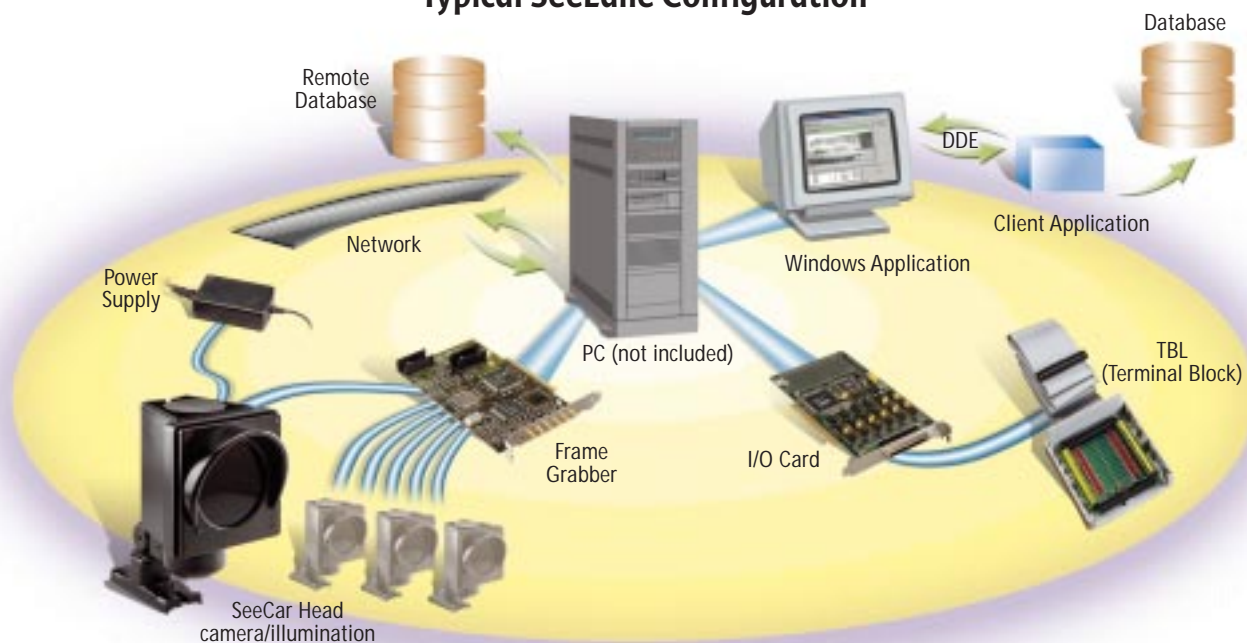 Typical SeeLane Configuration
Database
Remote
Database
DDE
Client Application
Network
Windows Application
Power
Supply
PC (not included)
TBL
(Terminal Block)
Frame
Grabber
I/O Card
SeeCar Head
camera/illumination